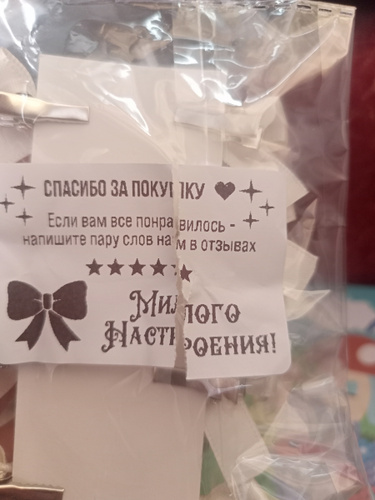 СПАСИБО ЗА ПОКУПКУ
Если вам все понравилось -
напишите пару слов нам в отзывах
Милого
Настроения!